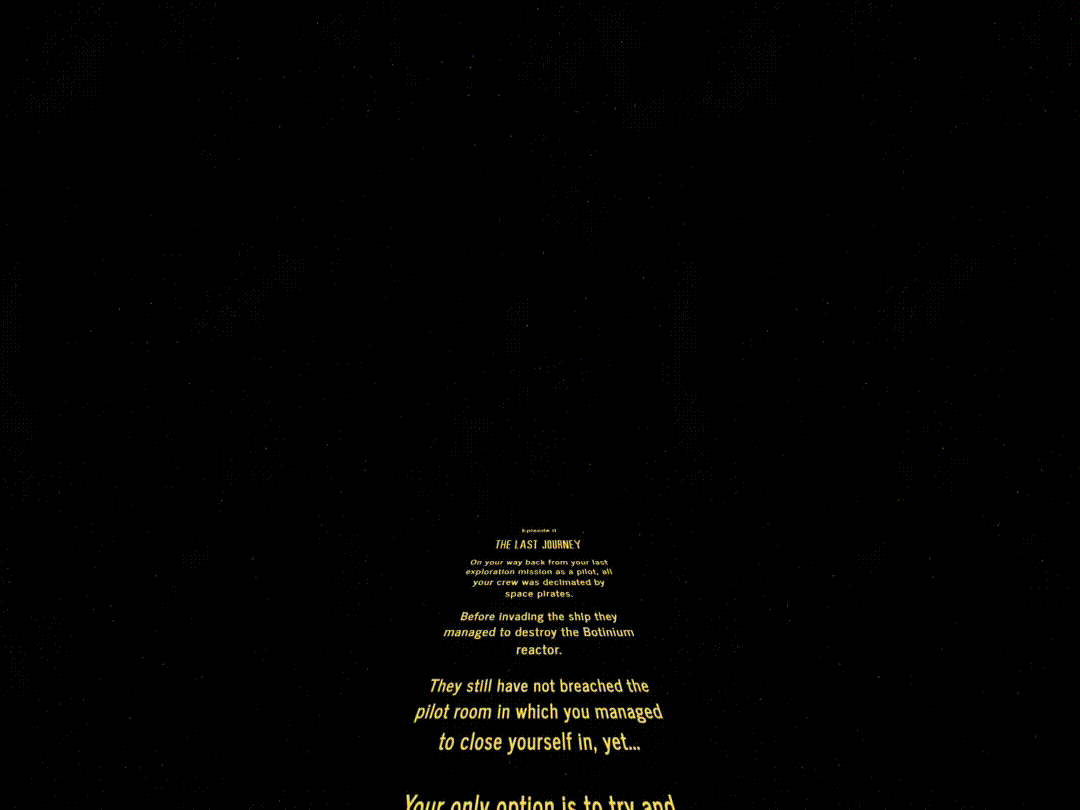 Episode II
THE LAST JOURNEY
On your way back from your last
exploration mission as a pilot, all
your crew was decimated by
space pirates.
Before invading the ship they
managed to destroy the Botinium
reactor.
They still have not breached the
pilot room in which you managed
to close yourself in, yet...
Your only option is to try and